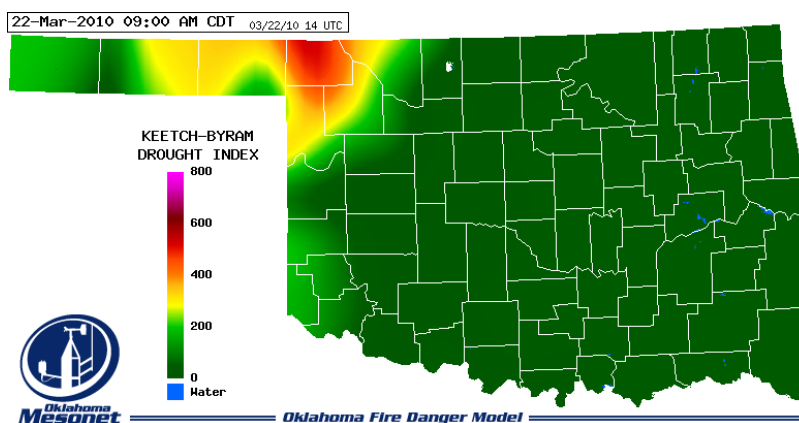 22-Mar-2010 09:00 AM CDT 03/22/10 14 UTC
KEETCH-BYRAM
DROUGHT INDEX
800
600
400
200
0
Water
Oklahoma
Mesonet
Oklahoma Fire Danger Model